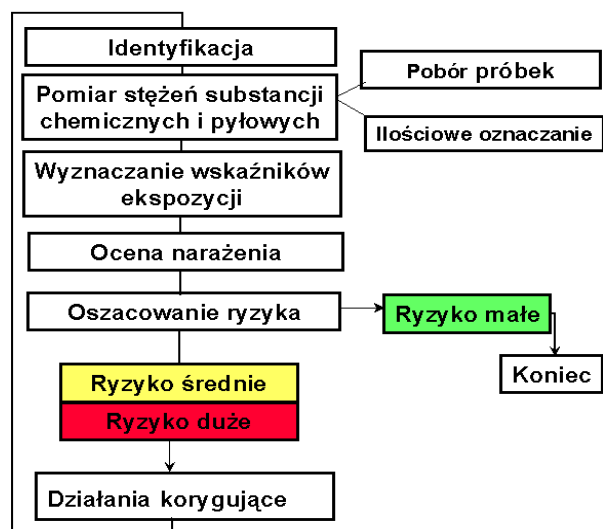 Identyfikacja
Pomiar stężeń substancji
chemicznych i pyłowych
Pobór próbek
Ilościowe oznaczanie
Wyznaczanie wskaźników
ekspozycji
Ocena narażenia
Oszacowanie ryzyka
Ryzyko małe
Koniec
Ryzyko średnie
Ryzyko duże
Działania korygujące